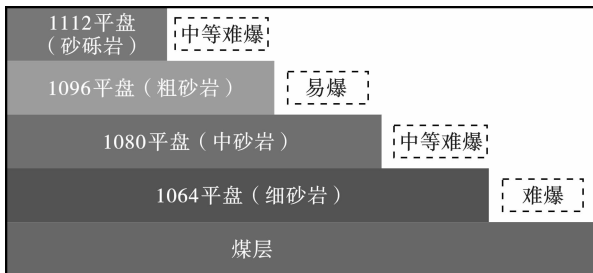 1112平盘
（砂砾岩）
中等难爆
1096平盘（粗砂岩）
易爆
1080平盘（中砂岩）
中等难爆
1064平盘（细砂岩）
难爆
煤层